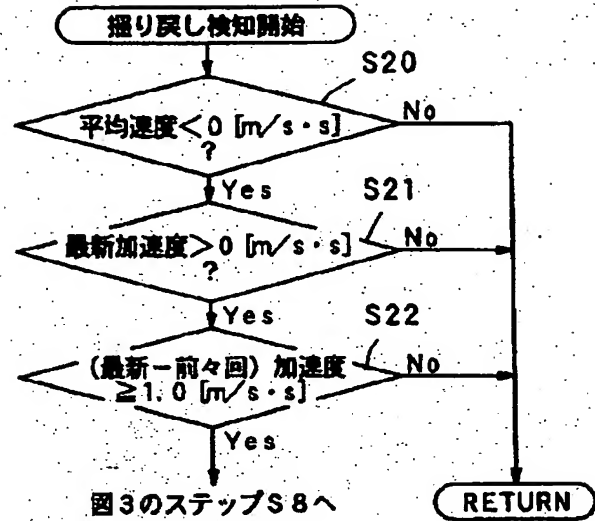 揺り戻し検知開始
S20
平均速度<0 [m/s・s]
?
No
Yes
S21
最新加速度>0 [m/s・s]
?
No
Yes
S22
(最新ー前々回) 加速度
≧1.0 [m/s・s]
No
Yes
図3のステップS8へ
RETURN